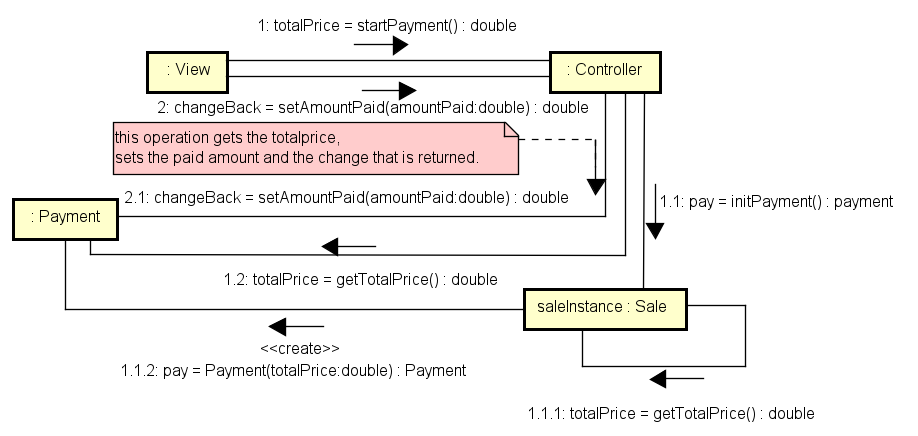 1: totalPrice = startPayment() : double
: View
: Controller
2: changeBack = setAmountPaid(amountPaid:double) : double
this operation gets the totalprice,
sets the paid amount and the change that is returned.
2.1: changeBack = setAmountPaid(amountPaid:double) : double
1.1: pay = initPayment() : payment
: Payment
1.2: totalPrice = getTotalPrice() : double
saleInstance : Sale
<<create>>
1.1.2: pay = Payment(totalPrice:double) : Payment
1.1.1: totalPrice = getTotalPrice() : double